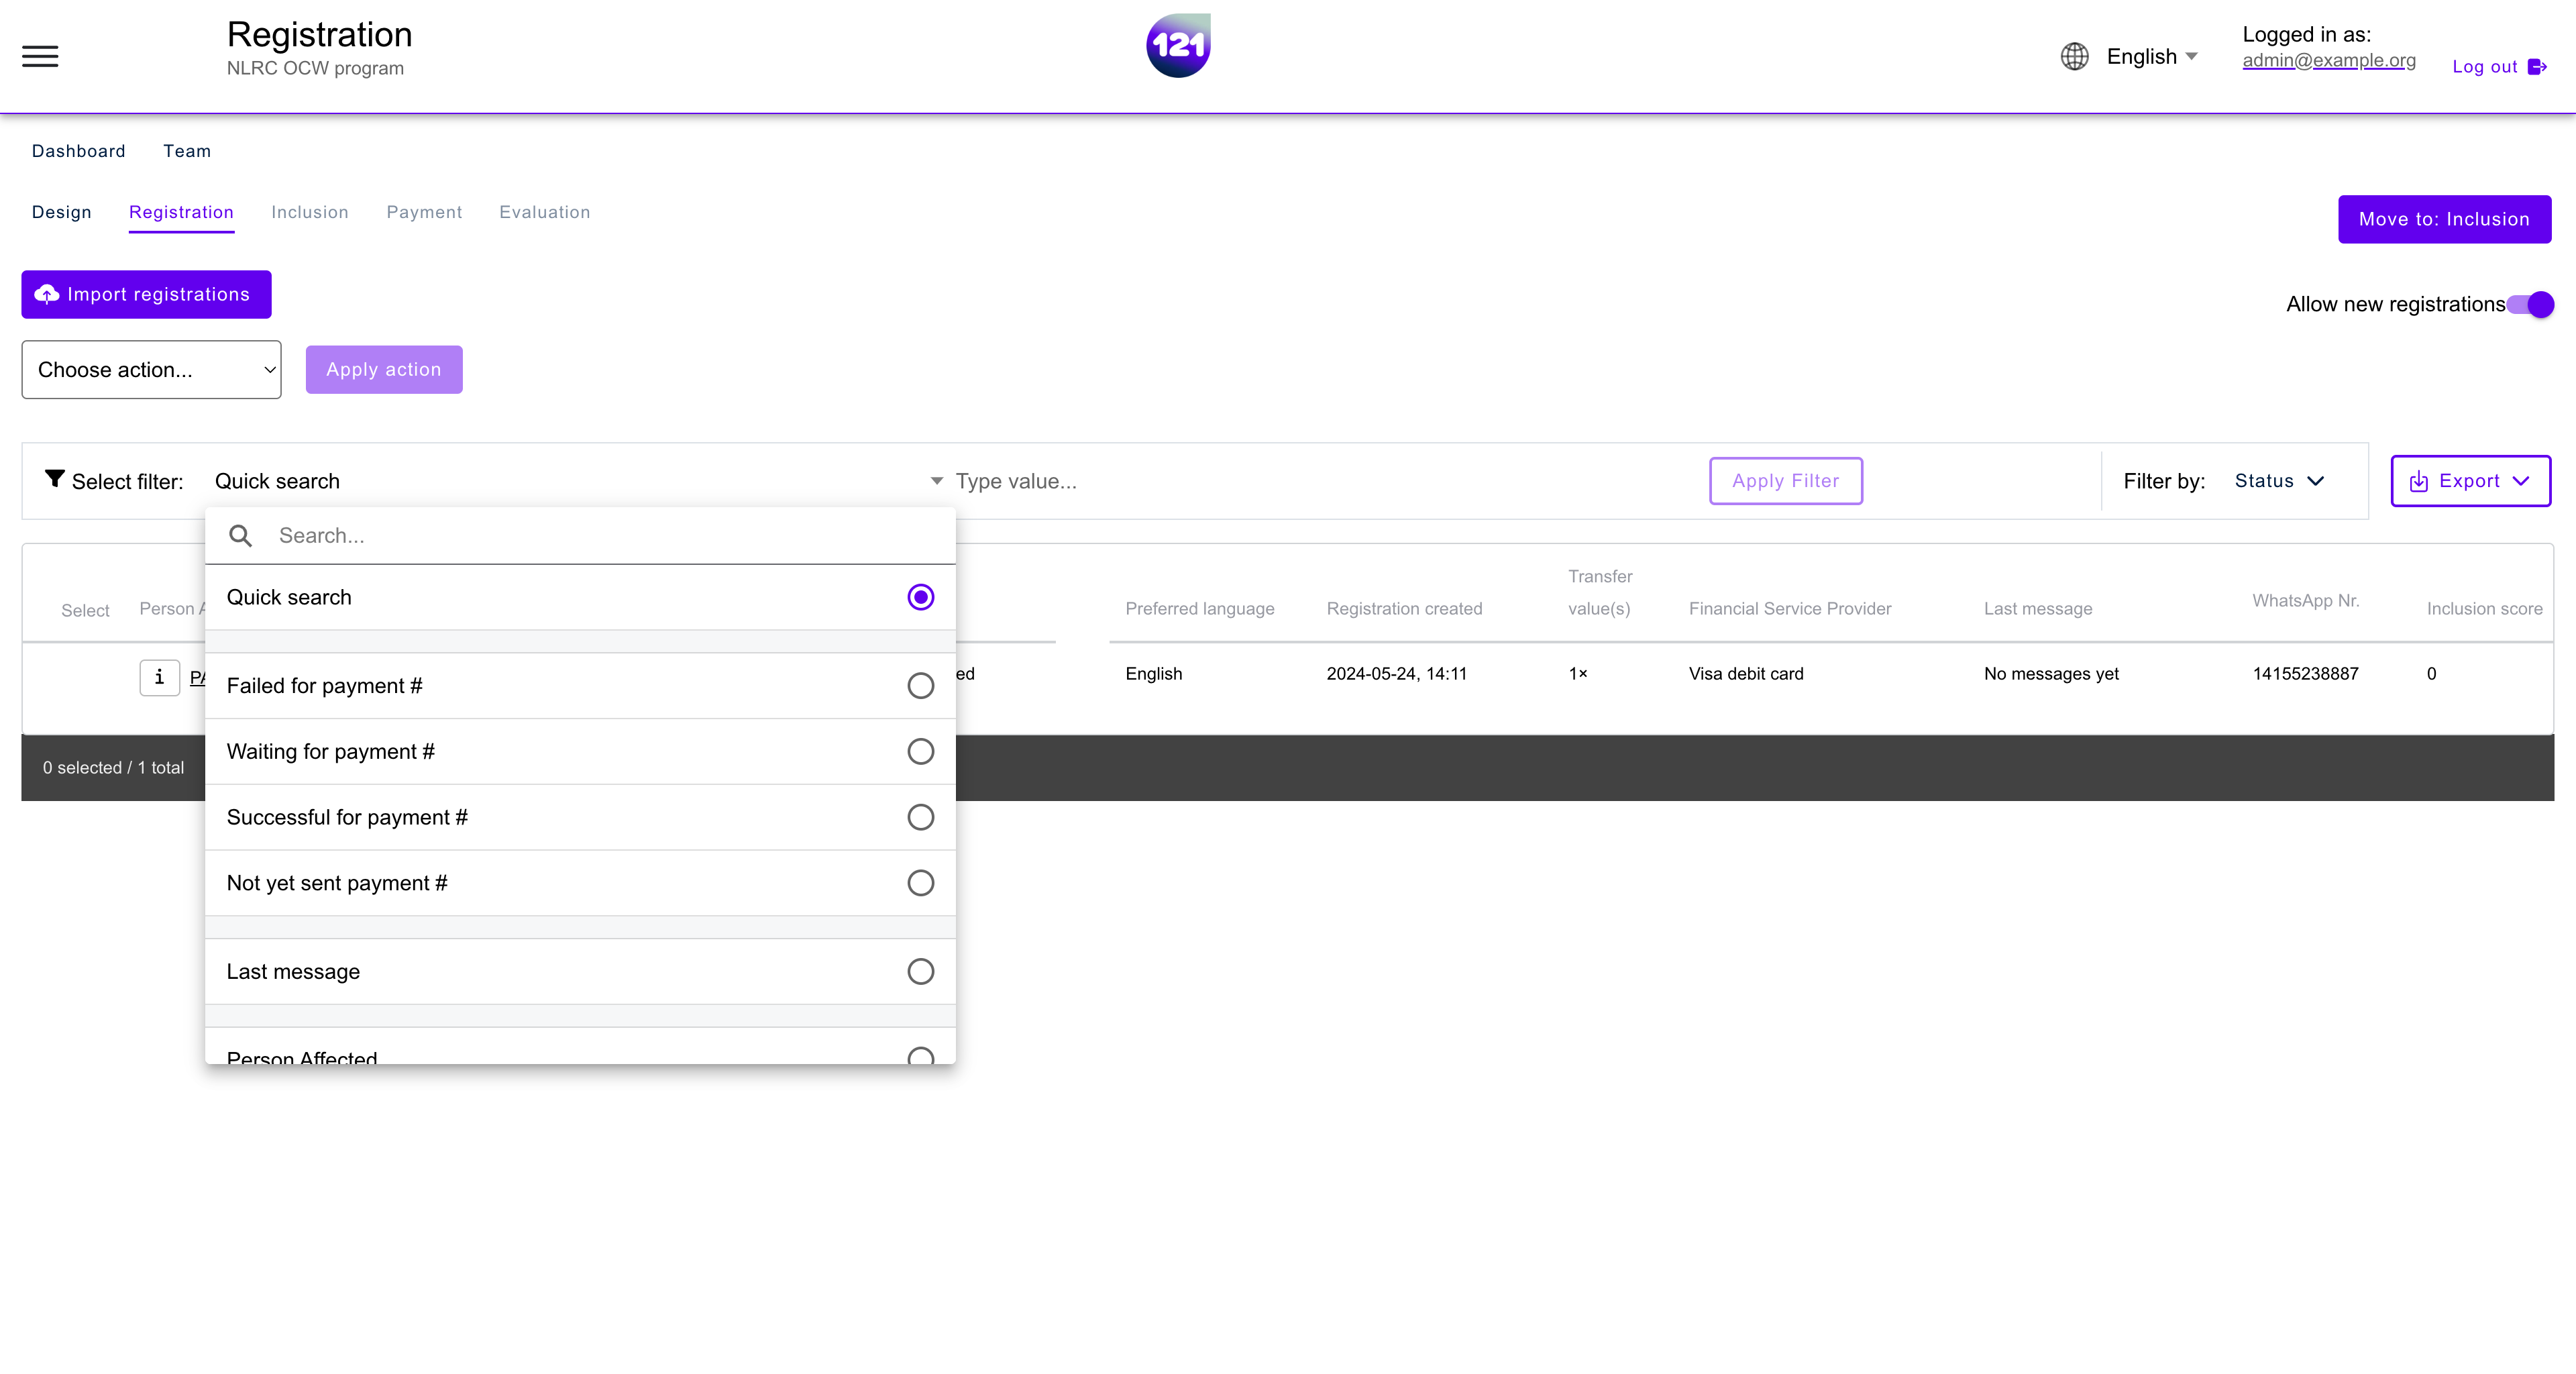 Registration
NLRC OCW program
121
English
Logged in as:
admin@example.org
Log out
Dashboard Team
Design Registration Inclusion Payment Evaluation
Move to: Inclusion
Import registrations
Allow new registrations
Choose action...
Apply action
Select filter: Quick search
Type value...
Apply Filter
Filter by: Status
Export
Search...
Quick search
Failed for payment #
Waiting for payment #
Successful for payment #
Not yet sent payment #
Last message
Person Affected
Select Person A Preferred language Registration created Transfer value(s) Financial Service Provider Last message WhatsApp Nr. Inclusion score
i PA ed English 2024-05-24, 14:11 1× Visa debit card No messages yet 14155238887 0
0 selected / 1 total